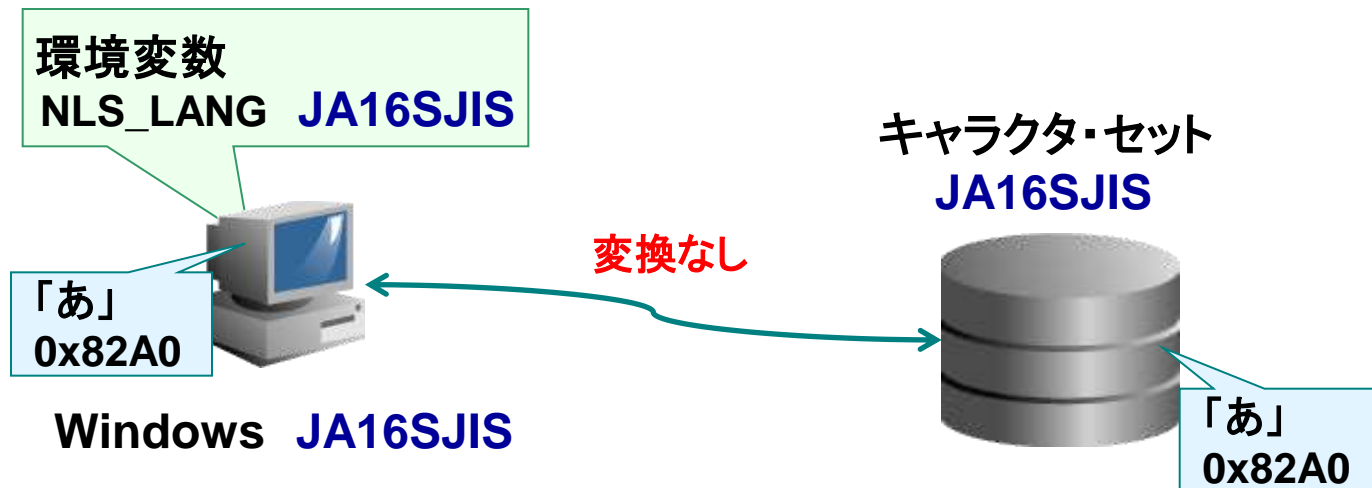 環境変数
NLS_LANG JA16SJIS
キャラクタ・セット
JA16SJIS
変換なし
「あ」
0x82A0
Windows JA16SJIS
「あ」
0x82A0